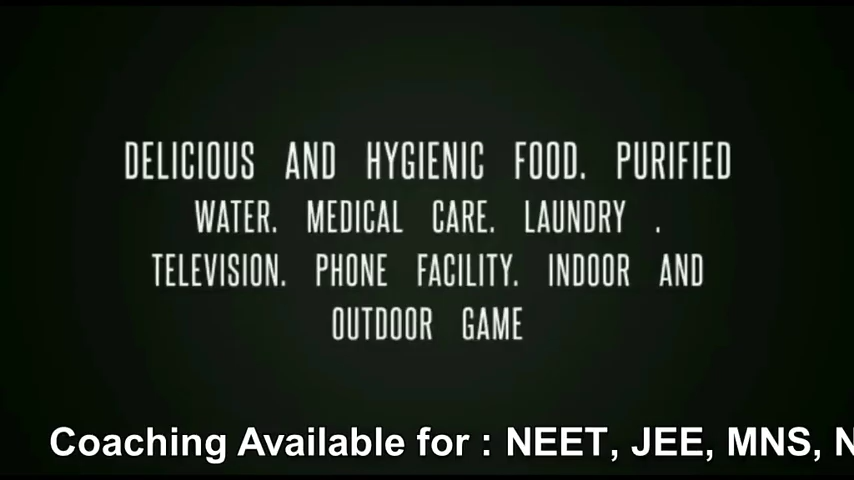 DELICIOUS AND HYGIENIC FOOD. PURIFIED
WATER. MEDICAL CARE. LAUNDRY .
TELEVISION. PHONE FACILITY. INDOOR AND
OUTDOOR GAME
Coaching Available for : NEET, JEE, MNS,